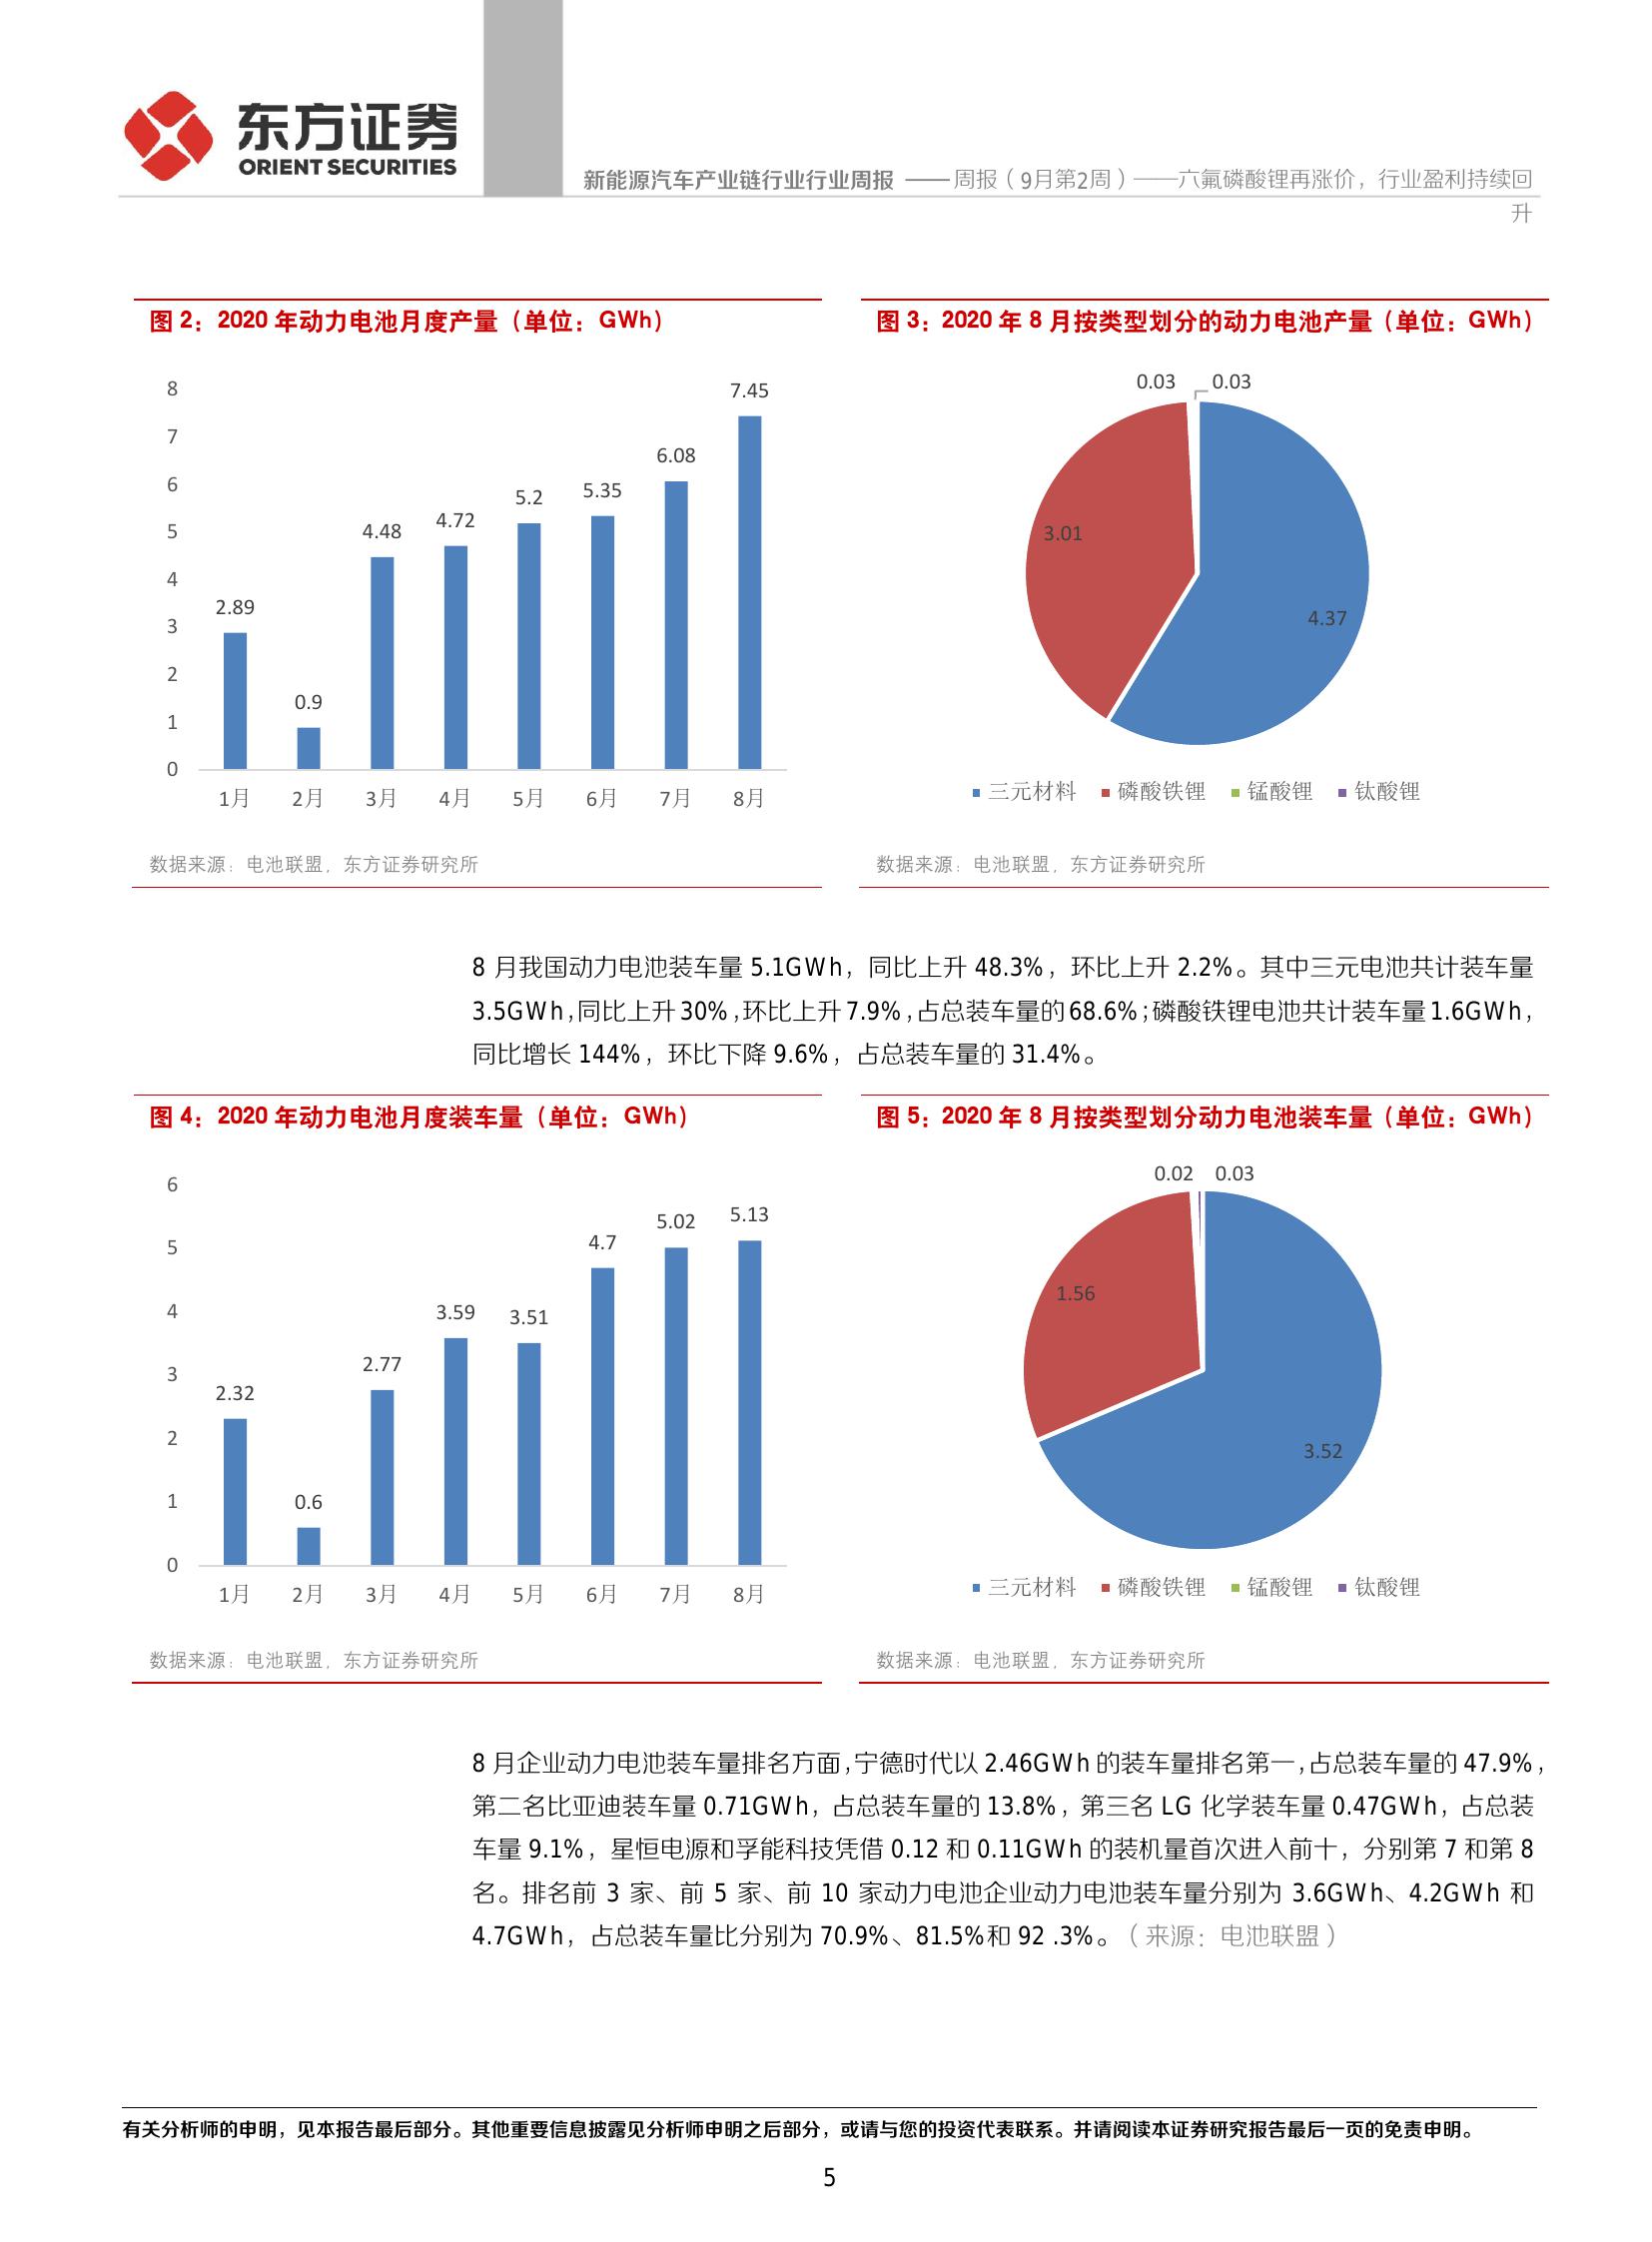 东方证券
ORIENT SECURITIES
新能源汽车产业链行业行业周报 —— 周报（9月第2周）——六氟磷酸锂再涨价，行业盈利持续回
升
图 2：2020 年动力电池月度产量（单位：GWh）
8
7
6
5
4
3
2
1
0
2.89
0.9
4.48
4.72
5.2
5.35
6.08
7.45
1月 2月 3月 4月 5月 6月 7月 8月
数据来源：电池联盟，东方证券研究所
图 3：2020 年 8 月按类型划分的动力电池产量（单位：GWh）
0.03 0.03
3.01
4.37
三元材料 磷酸铁锂 锰酸锂 钛酸锂
数据来源：电池联盟，东方证券研究所
8 月我国动力电池装车量 5.1GWh，同比上升 48.3%，环比上升 2.2%。其中三元电池共计装车量
3.5GWh，同比上升 30%，环比上升 7.9%，占总装车量的 68.6%；磷酸铁锂电池共计装车量 1.6GWh，
同比增长 144%，环比下降 9.6%，占总装车量的 31.4%。
图 4：2020 年动力电池月度装车量（单位：GWh）
6
5
4
3
2
1
0
2.32
0.6
2.77
3.59
3.51
4.7
5.02
5.13
1月 2月 3月 4月 5月 6月 7月 8月
数据来源：电池联盟，东方证券研究所
图 5：2020 年 8 月按类型划分动力电池装车量（单位：GWh）
0.02 0.03
1.56
3.52
三元材料 磷酸铁锂 锰酸锂 钛酸锂
数据来源：电池联盟，东方证券研究所
8 月企业动力电池装车量排名方面，宁德时代以 2.46GWh 的装车量排名第一，占总装车量的 47.9%，
第二名比亚迪装车量 0.71GWh，占总装车量的 13.8%，第三名 LG 化学装车量 0.47GWh，占总装
车量 9.1%，星恒电源和孚能科技凭借 0.12 和 0.11GWh 的装机量首次进入前十，分别第 7 和第 8
名。排名前 3 家、前 5 家、前 10 家动力电池企业动力电池装车量分别为 3.6GWh、4.2GWh 和
4.7GWh，占总装车量比分别为 70.9%、81.5%和 92 .3%。（来源：电池联盟）
有关分析师的申明，见本报告最后部分。其他重要信息披露见分析师申明之后部分，或请与您的投资代表联系。并请阅读本证券研究报告最后一页的免责申明。
5